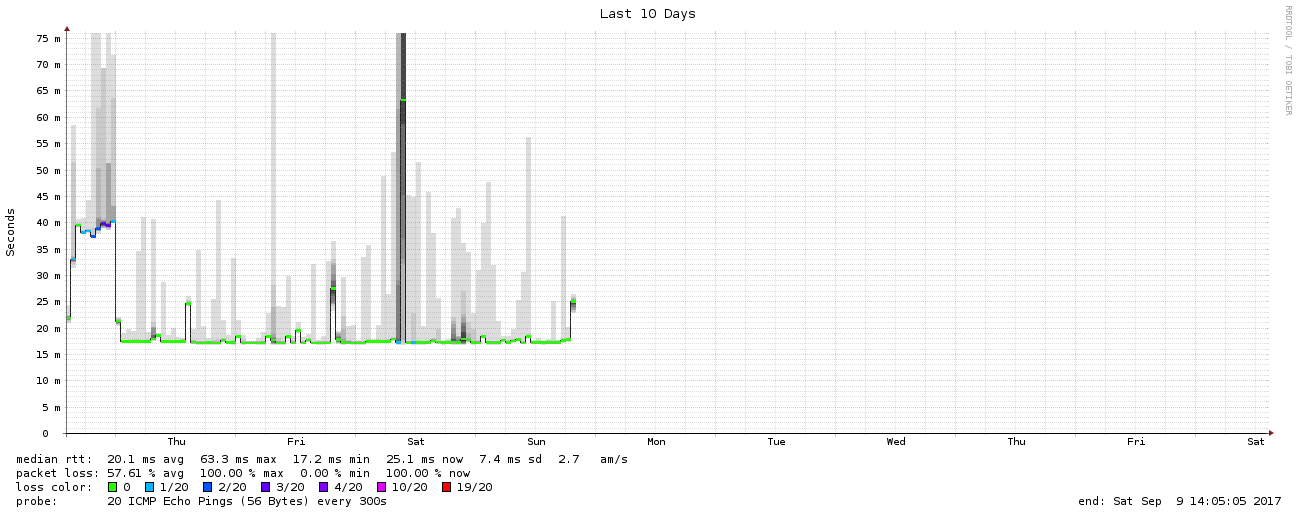 Last 10 Days
RRDTOOL / TOBI OETIKER
Seconds
75 m
70 m
65 m
60 m
55 m
50 m
45 m
40 m
35 m
30 m
25 m
20 m
15 m
10 m
5 m
0
Thu Fri Sat Sun Mon Tue Wed Thu Fri Sat
median rtt: 20.1 ms avg 63.3 ms max 17.2 ms min 25.1 ms now 7.4 ms sd 2.7 am/s
packet loss: 57.61 % avg 100.00 % max 0.00 % min 100.00 % now
loss color: 0 1/20 2/20 3/20 4/20 10/20 19/20
probe: 20 ICMP Echo Pings (56 Bytes) every 300s end: Sat Sep 9 14:05:05 2017